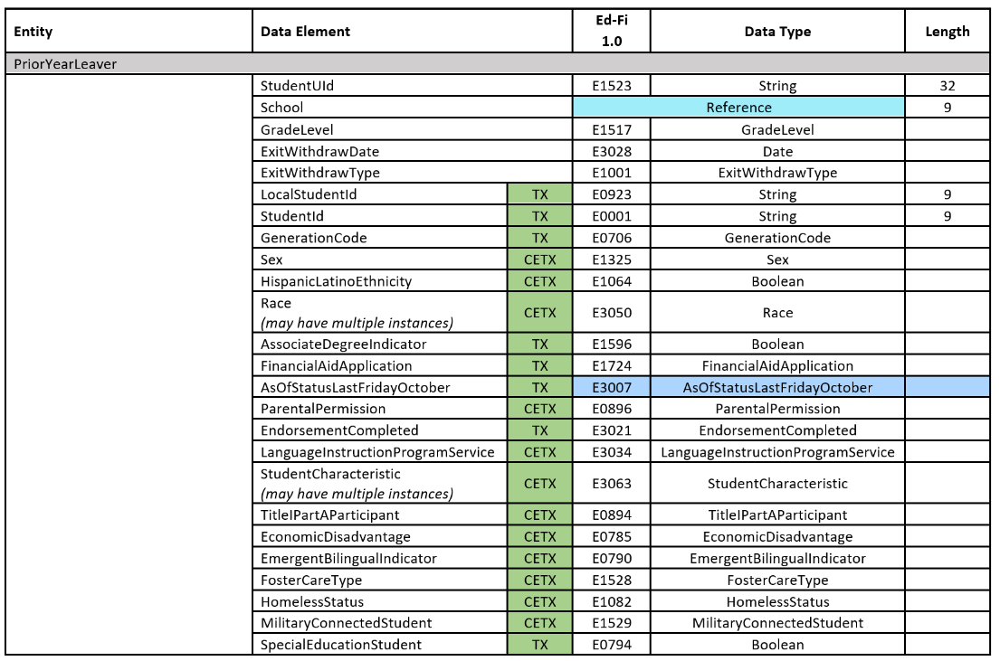 Entity Data Element Ed-Fi 1.0 Data Type Length
PriorYearLeaver
StudentUId E1523 String 32
School Reference 9
GradeLevel E1517 GradeLevel
ExitWithdrawDate E3028 Date
ExitWithdrawType E1001 ExitWithdrawType
LocalStudentId TX E0923 String 9
StudentId TX E0001 String 9
GenerationCode TX E0706 GenerationCode
Sex CETX E1325 Sex
HispanicLatinoEthnicity CETX E1064 Boolean
Race CETX E3050 Race
(may have multiple instances)
AssociateDegreeIndicator TX E1596 Boolean
FinancialAidApplication TX E1724 FinancialAidApplication
AsOfStatusLastFridayOctober TX E3007 AsOfStatusLastFridayOctober
ParentalPermission CETX E0896 ParentalPermission
EndorsementCompleted TX E3021 EndorsementCompleted
LanguageInstructionProgramService CETX E3034 LanguageInstructionProgramService
StudentCharacteristic CETX E3063 StudentCharacteristic
(may have multiple instances)
TitleIPartAParticipant CETX E0894 TitleIPartAParticipant
EconomicDisadvantage CETX E0785 EconomicDisadvantage
EmergentBilingualIndicator CETX E0790 EmergentBilingualIndicator
FosterCareType CETX E1528 FosterCareType
HomelessStatus CETX E1082 HomelessStatus
MilitaryConnectedStudent CETX E1529 MilitaryConnectedStudent
SpecialEducationStudent TX E0794 Boolean